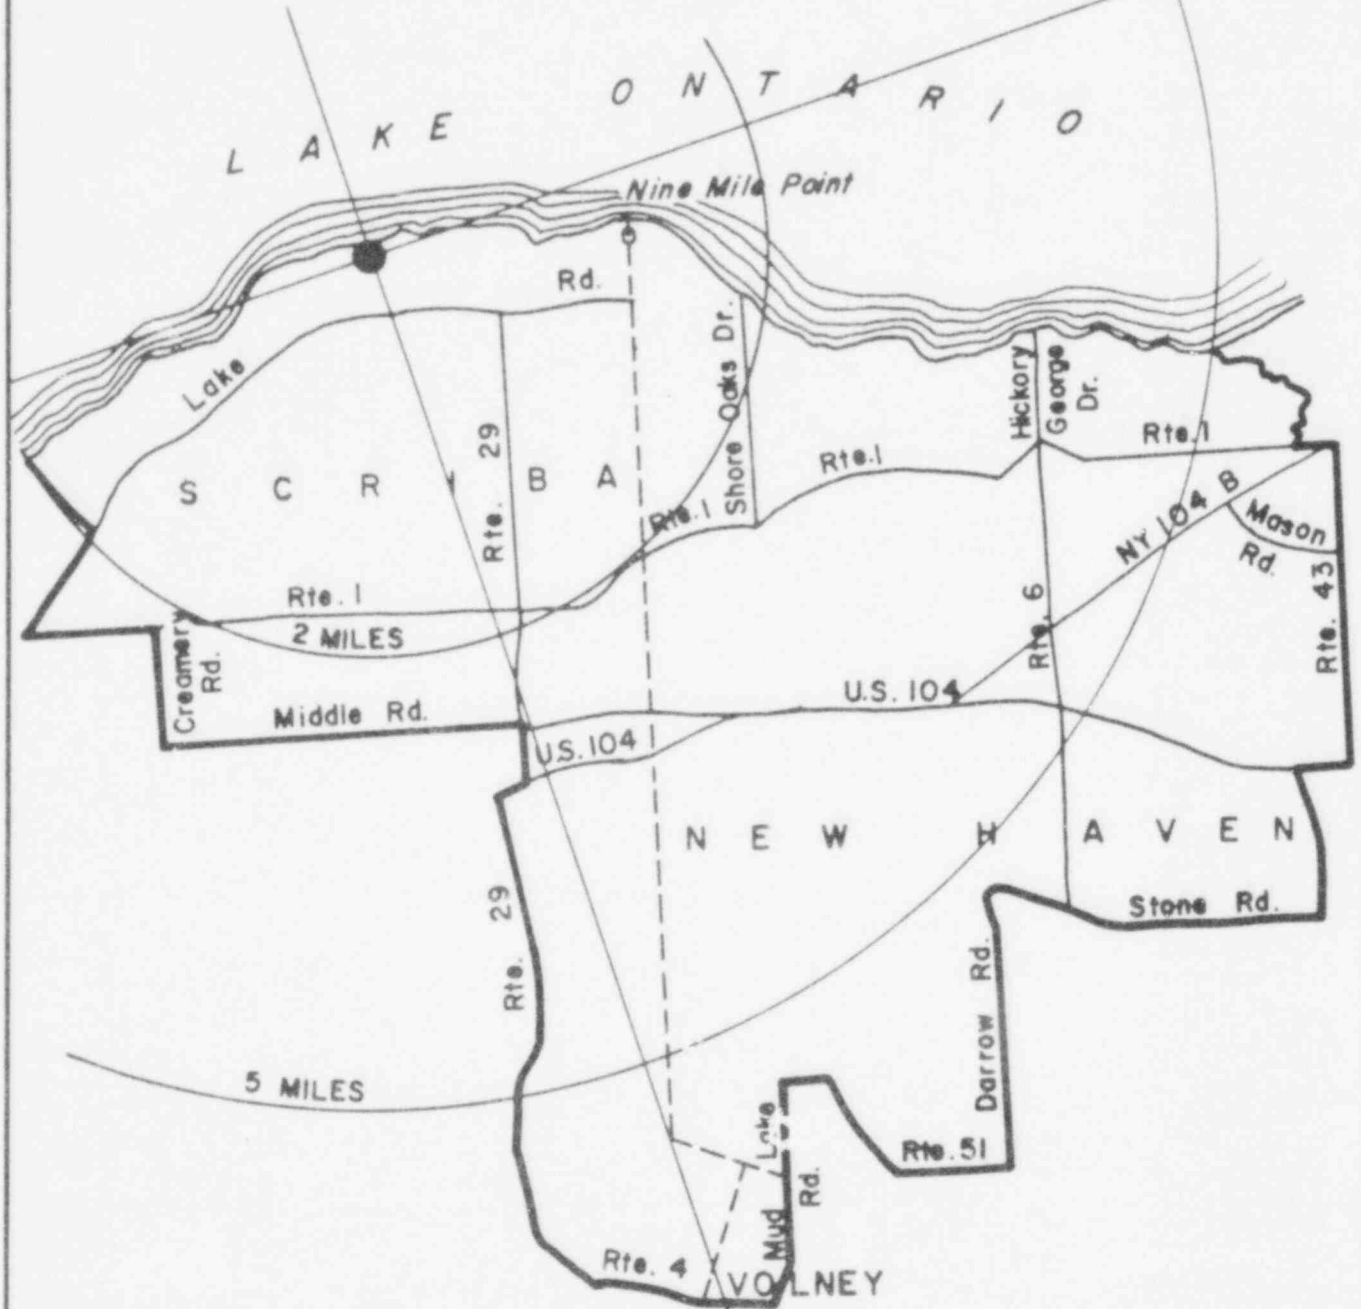 LAKE ONTARIO
Nine Mile Point
Rd.
Lake
Shore Oaks Dr.
Hickory
George
Dr.
Rte. 29
Rte. 1
Rte. 1
SCRIBA
Rte. 1
NY 104 B
Mason
Rd.
Rte. 1
2 MILES
Rte. 6
Rte. 43
Creamery
Rd.
Middle Rd.
U.S. 104
U.S. 104
NEW HAVEN
Rte. 29
Stone Rd.
Darrow Rd.
5 MILES
Mud Lake
Rd.
Rte. 51
Rte. 4
VOLNEY